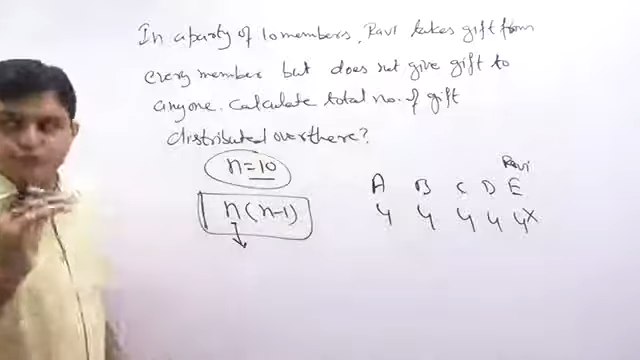 In a party of 10 members, Ravi takes gift from
every member but does not give gift to
anyone. Calculate total no. of gift
distributed over there?
n=10
n(n-1)
Ravi
A B C D E
4 4 4 4 4X